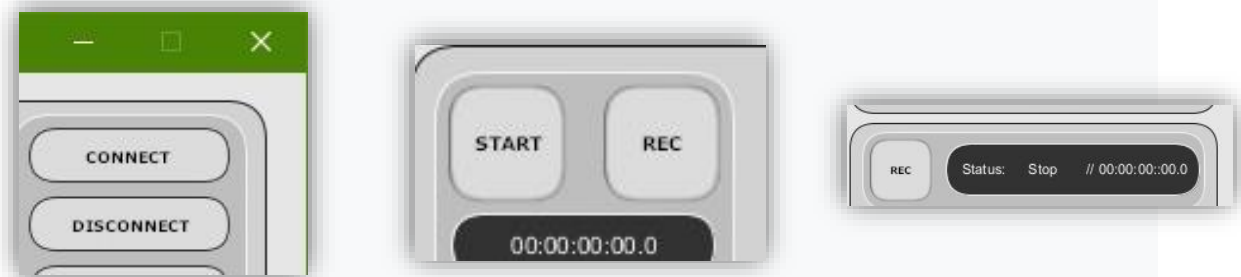 CONNECT
DISCONNECT
START REC
00:00:00:00.0
REC Status: Stop // 00:00:00::00.0